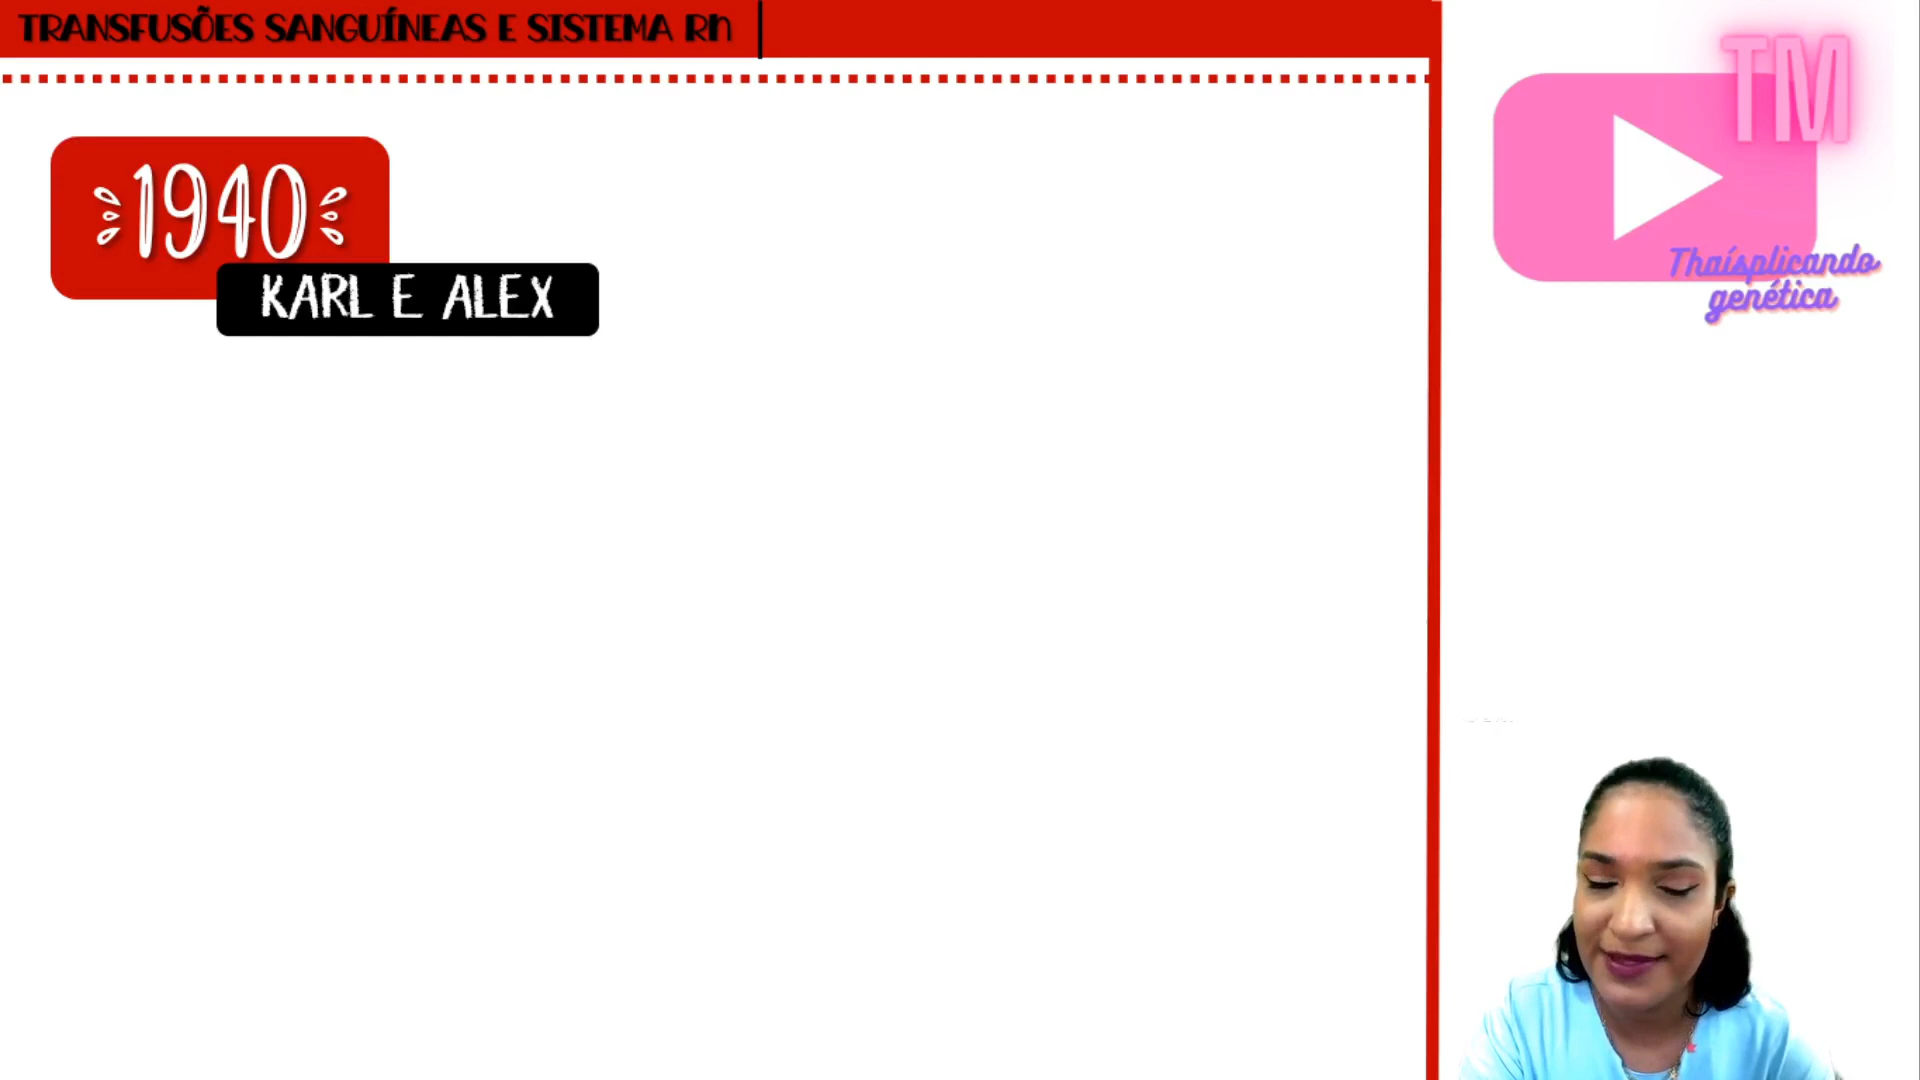 TRANSFUSÕES SANGUÍNEAS E SISTEMA Rh
1940
KARL E ALEX
TM
Thaísplicando
genética